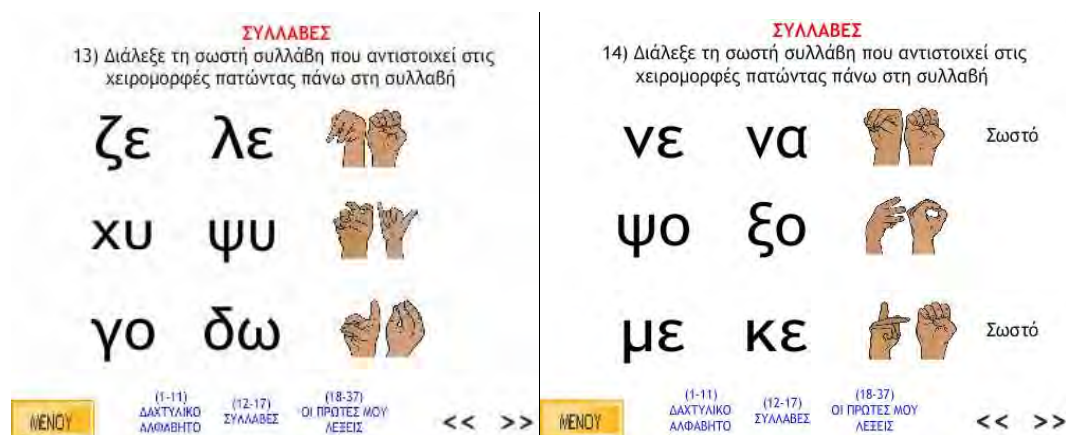 ΣΥΛΛΑΒΕΣ
13) Διάλεξε τη σωστή συλλάβη που αντιστοιχεί στις
χειρομορφές πατώντας πάνω στη συλλαβή
ζε λε
χυ ψυ
γο δω
ΜΕΝΟΥ
(1-11)
ΔΑΧΤΥΛΙΚΟ
ΑΛΦΑΒΗΤΟ
(12-17)
ΣΥΛΛΑΒΕΣ
(18-37)
ΟΙ ΠΡΩΤΕΣ ΜΟΥ
ΛΕΞΕΙΣ
<< >>
ΣΥΛΛΑΒΕΣ
14) Διάλεξε τη σωστή συλλάβη που αντιστοιχεί στις
χειρομορφές πατώντας πάνω στη συλλαβή
νε να Σωστό
ψο ξο
με κε Σωστό
ΜΕΝΟΥ
(1-11)
ΔΑΧΤΥΛΙΚΟ
ΑΛΦΑΒΗΤΟ
(12-17)
ΣΥΛΛΑΒΕΣ
(18-37)
ΟΙ ΠΡΩΤΕΣ ΜΟΥ
ΛΕΞΕΙΣ
<< >>